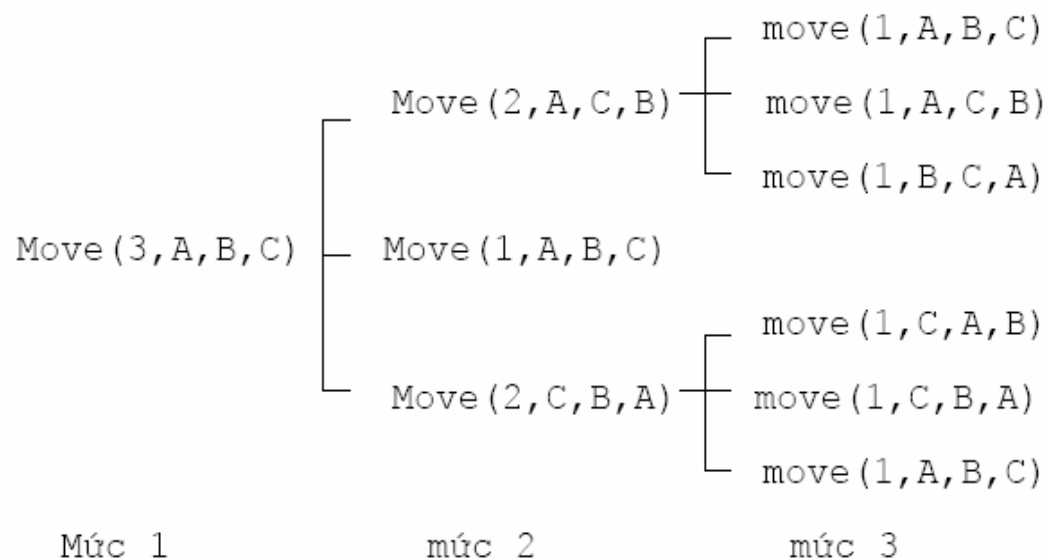 move(1,A,B,C)
Move(2,A,C,B) move(1,A,C,B)
move(1,B,C,A)
Move(3,A,B,C) Move(1,A,B,C)
move(1,C,A,B)
Move(2,C,B,A) move(1,C,B,A)
move(1,A,B,C)
Mức 1 mức 2 mức 3